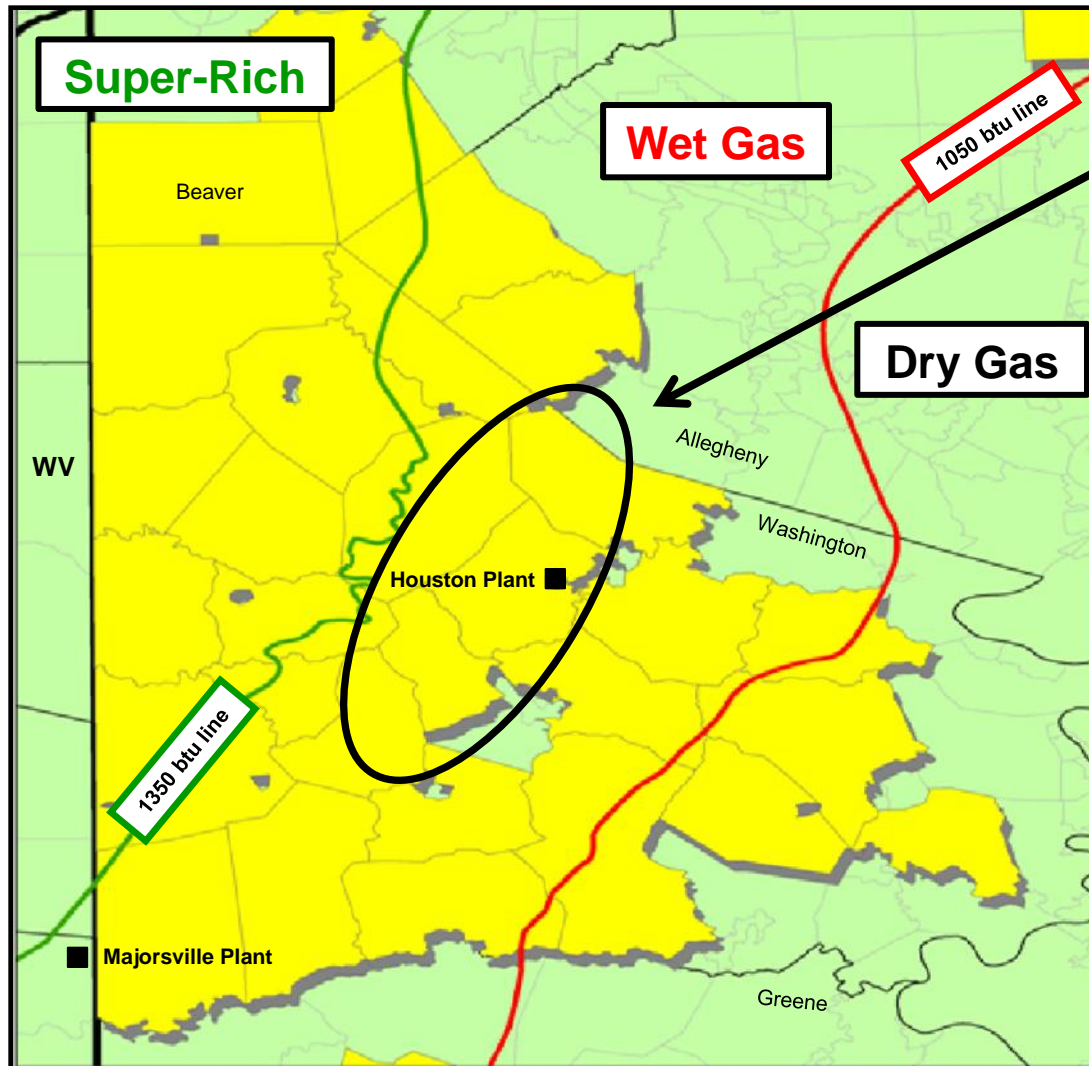 Super-Rich
Wet Gas
1050 btu line
Beaver
Dry Gas
Allegheny
WV
Washington
Houston Plant
1350 btu line
Majorsville Plant
Greene